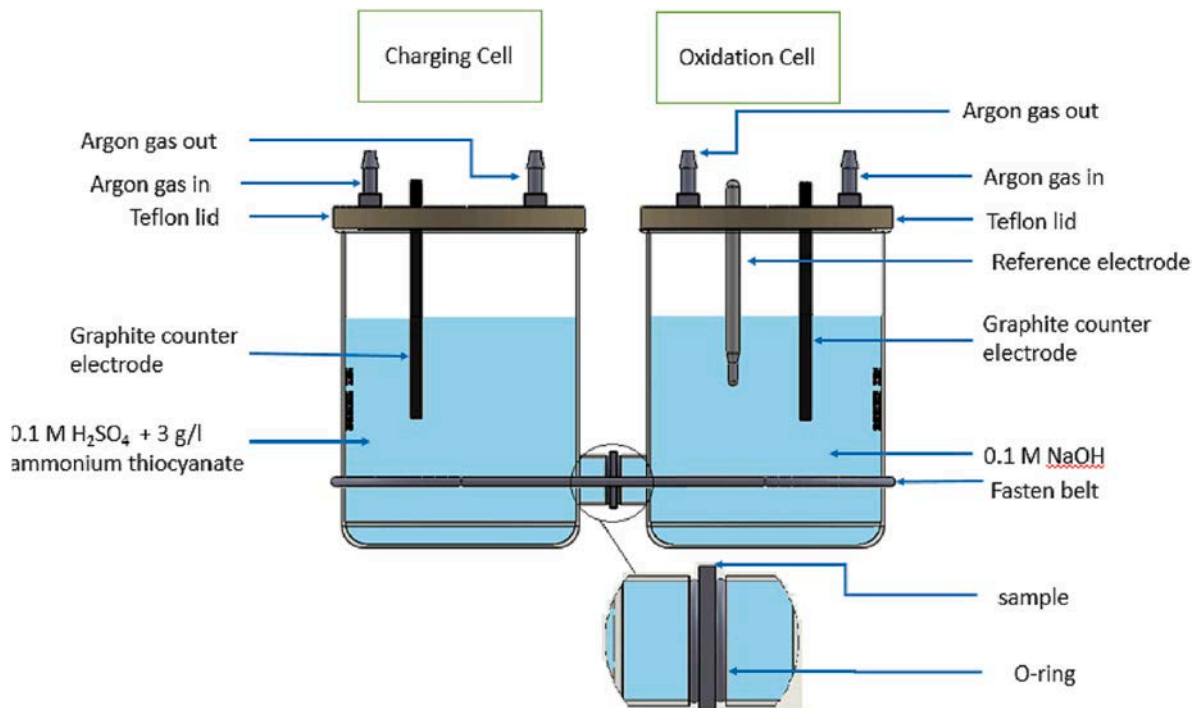 Charging Cell
Oxidation Cell
Argon gas out
Argon gas in
Teflon lid
Graphite counter
electrode
0.1 M H₂SO₄ + 3 g/l
ammonium thiocyanate
Argon gas out
Argon gas in
Teflon lid
Reference electrode
Graphite counter
electrode
0.1 M NaOH
Fasten belt
sample
O-ring